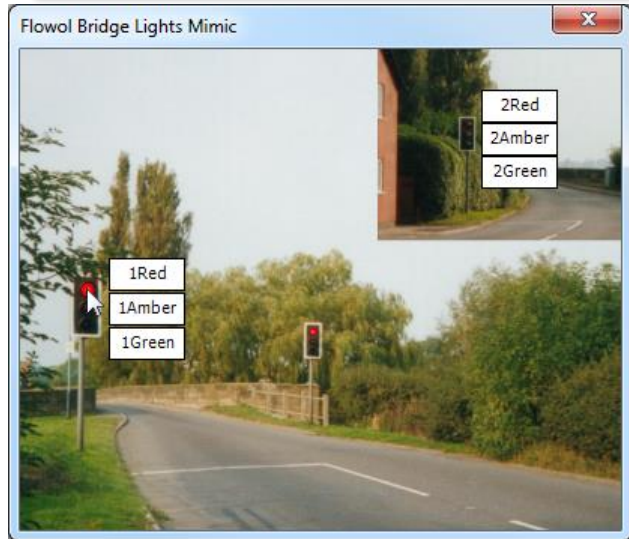 Flowol Bridge Lights Mimic
2Red
2Amber
2Green
1Red
1Amber
1Green